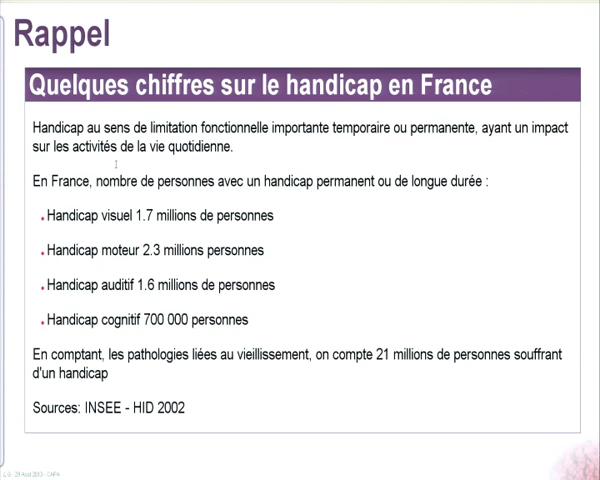 Rappel
Quelques chiffres sur le handicap en France
Handicap au sens de limitation fonctionnelle importante temporaire ou permanente, ayant un impact
sur les activités de la vie quotidienne.
En France, nombre de personnes avec un handicap permanent ou de longue durée :
• Handicap visuel 1.7 millions de personnes
• Handicap moteur 2.3 millions personnes
• Handicap auditif 1.6 millions de personnes
• Handicap cognitif 700 000 personnes
En comptant, les pathologies liées au vieillissement, on compte 21 millions de personnes souffrant
d'un handicap
Sources: INSEE - HID 2002